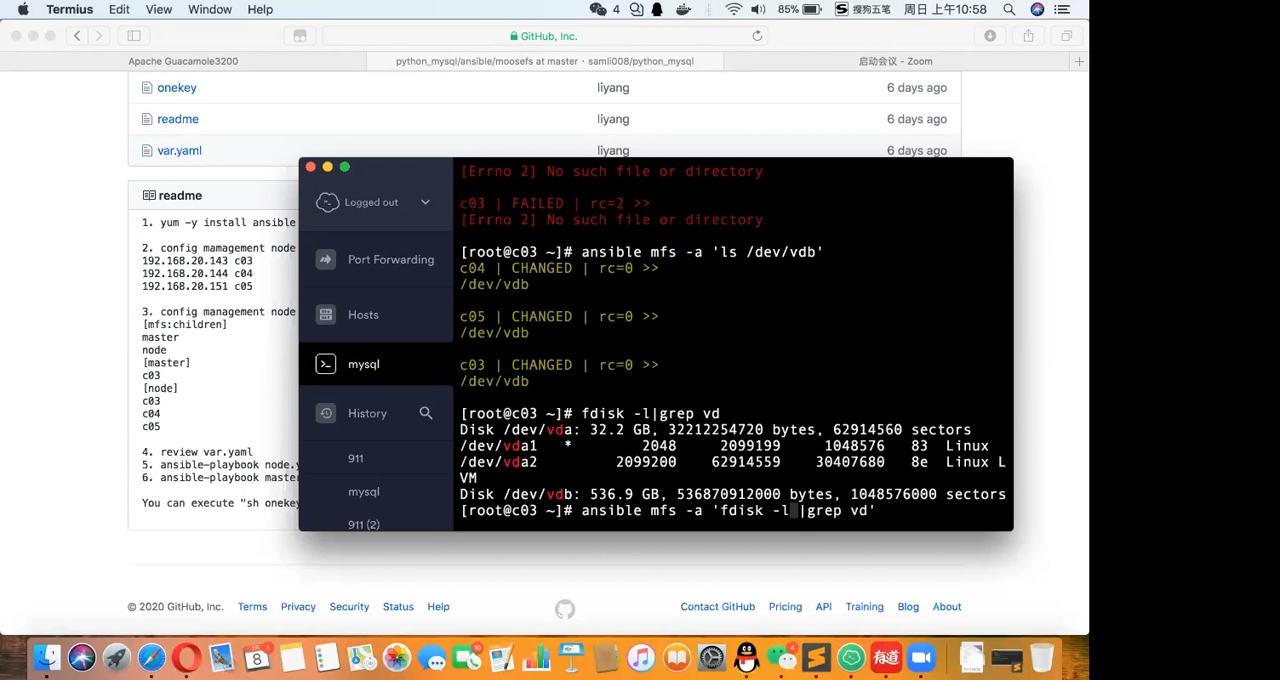 Termius Edit View Window Help 4 85% 搜狗五笔 周日 上午10:58
GitHub, Inc.
Apache Guacamole3200
python_mysql/ansible/moosefs at master · samli008/python_mysql
启动会议 - Zoom
onekey liyang 6 days ago
readme liyang 6 days ago
var.yaml liyang 6 days ago
readme
1. yum -y install ansible
2. config mamagement node
192.168.20.143 c03
192.168.20.144 c04
192.168.20.151 c05
3. config management node
[mfs:children]
master
node
[master]
c03
[node]
c03
c04
c05
4. review var.yaml
5. ansible-playbook node.y
6. ansible-playbook maste
You can execute "sh onekey
Logged out
Port Forwarding
Hosts
mysql
History
911
mysql
911 (2)
[Errno 2] No such file or directory
c03 | FAILED | rc=2 >>
[Errno 2] No such file or directory
[root@c03 ~]# ansible mfs -a 'ls /dev/vdb'
c04 | CHANGED | rc=0 >>
/dev/vdb
c05 | CHANGED | rc=0 >>
/dev/vdb
c03 | CHANGED | rc=0 >>
/dev/vdb
[root@c03 ~]# fdisk -l|grep vd
Disk /dev/vda: 32.2 GB, 32212254720 bytes, 62914560 sectors
/dev/vda1 * 2048 2099199 1048576 83 Linux
/dev/vda2 2099200 62914559 30407680 8e Linux L
VM
Disk /dev/vdb: 536.9 GB, 536870912000 bytes, 1048576000 sectors
[root@c03 ~]# ansible mfs -a 'fdisk -l |grep vd'
© 2020 GitHub, Inc. Terms Privacy Security Status Help Contact GitHub Pricing API Training Blog About
8
有道